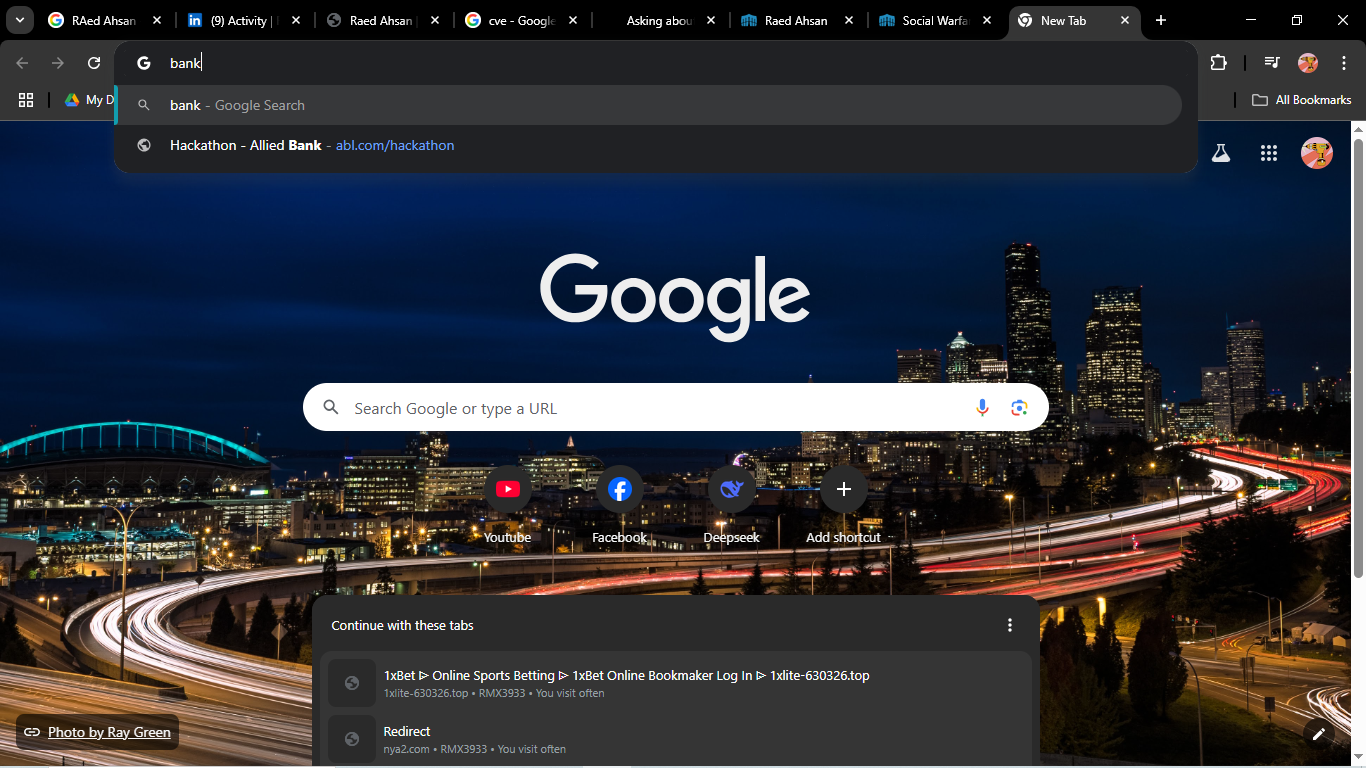 RAed Ahsan
(9) Activity |
Raed Ahsan |
cve - Google
Asking abou
Raed Ahsan
Social Warfa
New Tab
bank
My D
bank - Google Search
All Bookmarks
Hackathon - Allied Bank - abl.com/hackathon
Google
Search Google or type a URL
Youtube
Facebook
Deepseek
Add shortcut
Continue with these tabs
1xBet ᐉ Online Sports Betting ᐉ 1xBet Online Bookmaker Log In ᐉ 1xlite-630326.top
1xlite-630326.top • RMX3933 • You visit often
Redirect
nya2.com • RMX3933 • You visit often
Photo by Ray Green